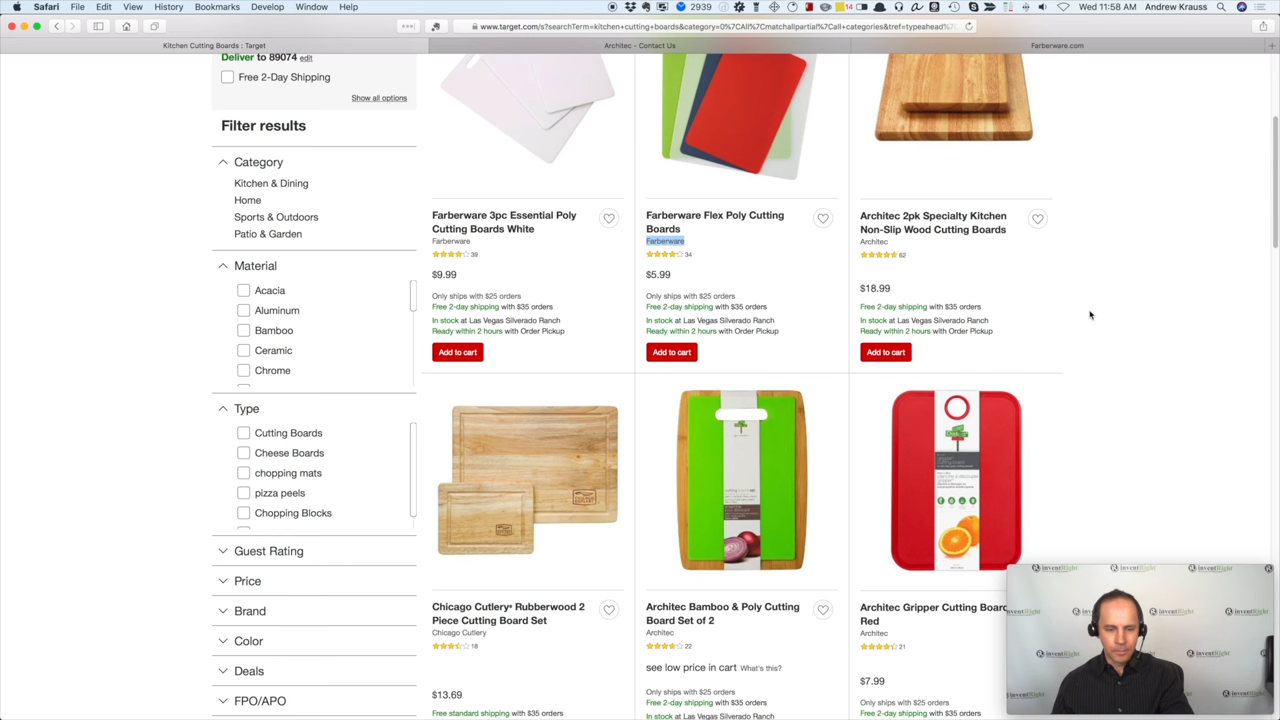 Safari File Edit View History Bookmarks Develop Window Help
2939 14 Wed 11:58 AM Andrew Krauss
www.target.com/s?searchTerm=kitchen+cutting+boards&category=0%7CAll%7Cmatchallpartial%7Call+categories&tref=typeahead%7
Kitchen Cutting Boards : Target
Architec - Contact Us
Farberware.com
Deliver to 89074 edit
Free 2-Day Shipping
Show all options
Filter results
Category
Kitchen & Dining
Home
Sports & Outdoors
Patio & Garden
Material
Acacia
Aluminum
Bamboo
Ceramic
Chrome
Type
Cutting Boards
Cheese Boards
chopping mats
pizza peels
Chopping Blocks
Guest Rating
Price
Brand
Color
Deals
FPO/APO
Farberware 3pc Essential Poly
Cutting Boards White
Farberware
39
$9.99
Only ships with $25 orders
Free 2-day shipping with $35 orders
In stock at Las Vegas Silverado Ranch
Ready within 2 hours with Order Pickup
Add to cart
Farberware Flex Poly Cutting
Boards
Farberware
34
$5.99
Only ships with $25 orders
Free 2-day shipping with $35 orders
In stock at Las Vegas Silverado Ranch
Ready within 2 hours with Order Pickup
Add to cart
Architec 2pk Specialty Kitchen
Non-Slip Wood Cutting Boards
Architec
62
$18.99
Free 2-day shipping with $35 orders
In stock at Las Vegas Silverado Ranch
Ready within 2 hours with Order Pickup
Add to cart
Chicago Cutlery• Rubberwood 2
Piece Cutting Board Set
Chicago Cutlery
18
$13.69
Free standard shipping with $35 orders
Architec Bamboo & Poly Cutting
Board Set of 2
Architec
22
see low price in cart What's this?
Only ships with $25 orders
Free 2-day shipping with $35 orders
In stock at Las Vegas Silverado Ranch
Architec Gripper Cutting Board
Red
Architec
21
$7.99
Only ships with $25 orders
Free 2-day shipping with $35 orders
inventRight